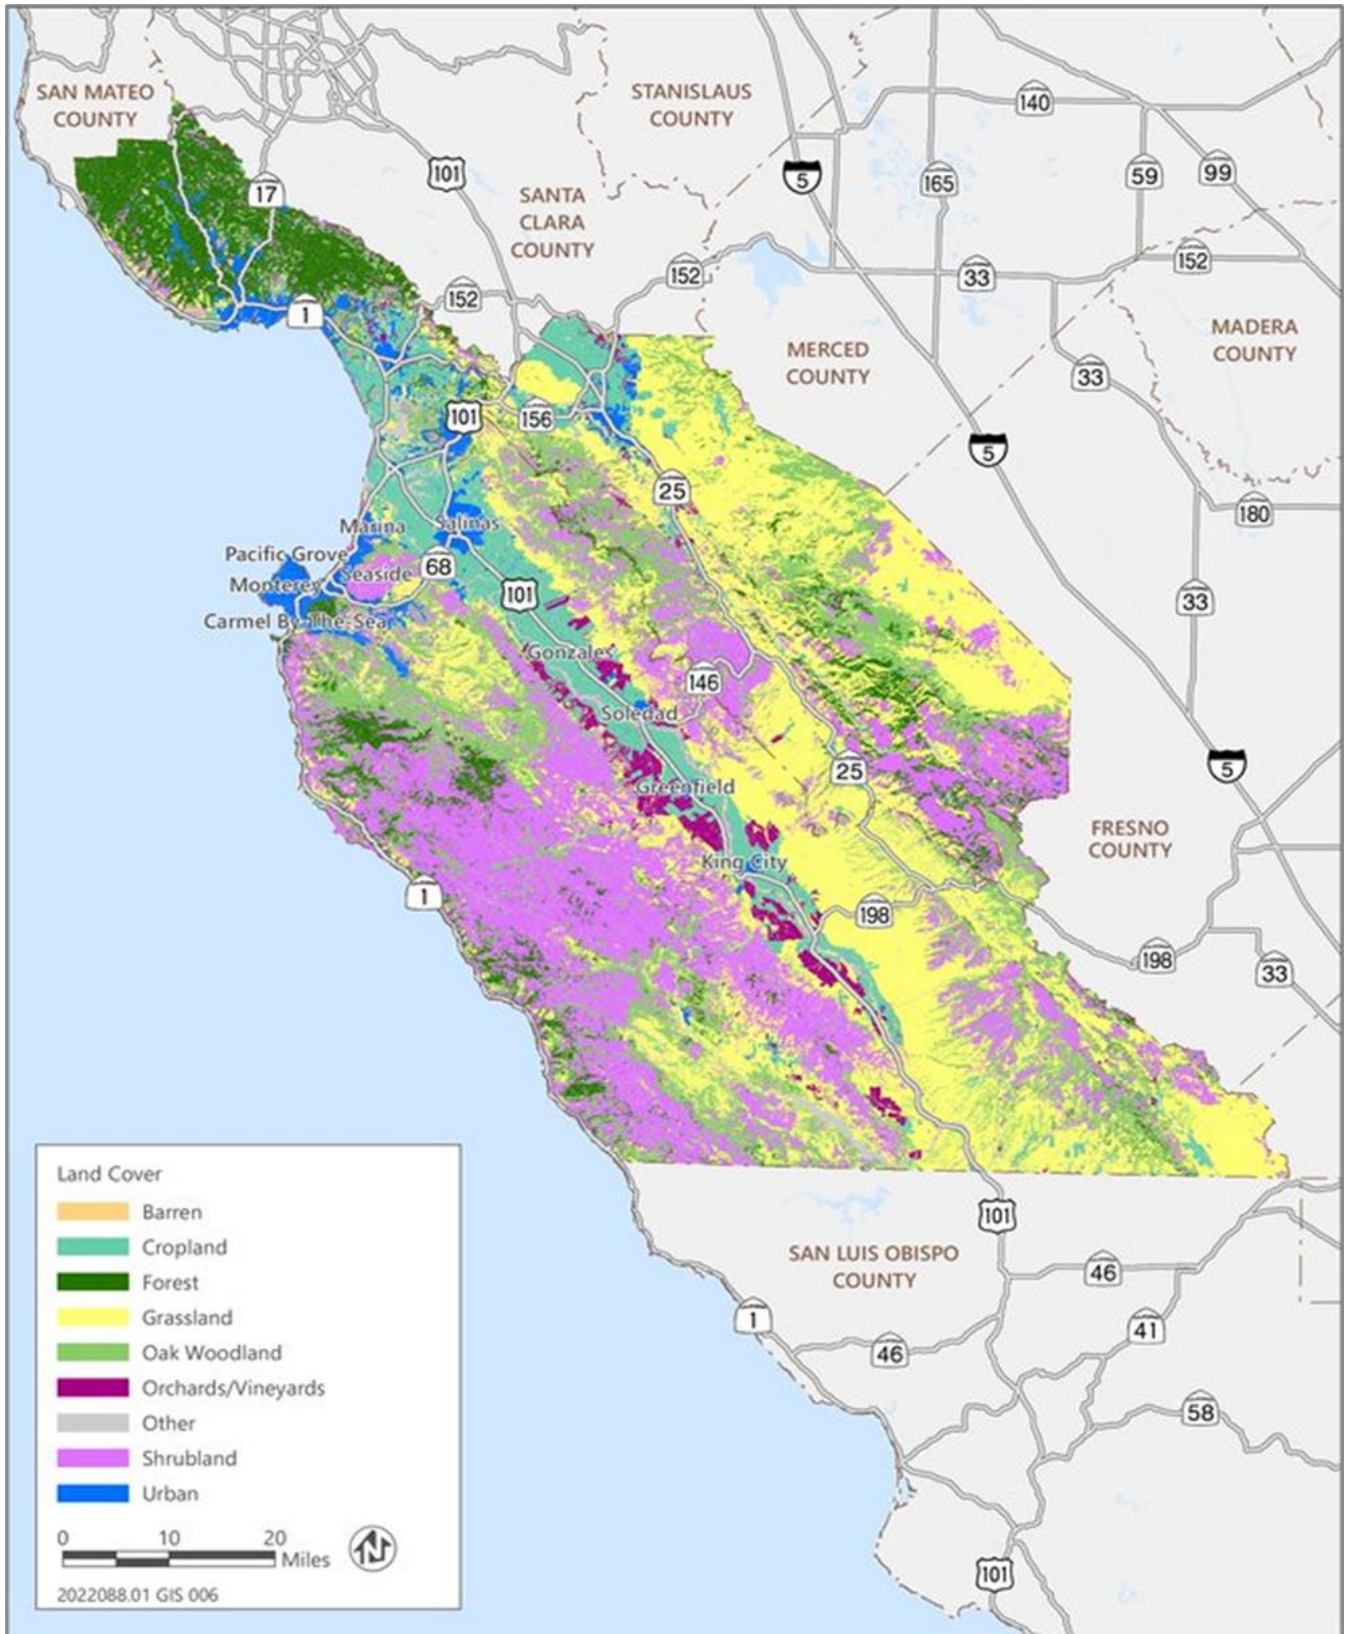 SAN MATEO
COUNTY
STANISLAUS
COUNTY
140
17
101
5
165
59
99
SANTA
CLARA
COUNTY
152
152
33
152
1
MERCED
COUNTY
MADERA
COUNTY
33
101
156
5
25
180
Marina
Salinas
Pacific Grove
Monterey
Seaside
68
Carmel By-The-Sea
101
33
Gonzales
146
Soledad
25
5
Greenfield
FRESNO
COUNTY
King City
1
198
198
33
Land Cover
Barren
Cropland
Forest
Grassland
Oak Woodland
Orchards/Vineyards
Other
Shrubland
Urban
0 10 20
Miles
N
2022088.01 GIS 006
101
SAN LUIS OBISPO
COUNTY
46
1
46
41
58
101